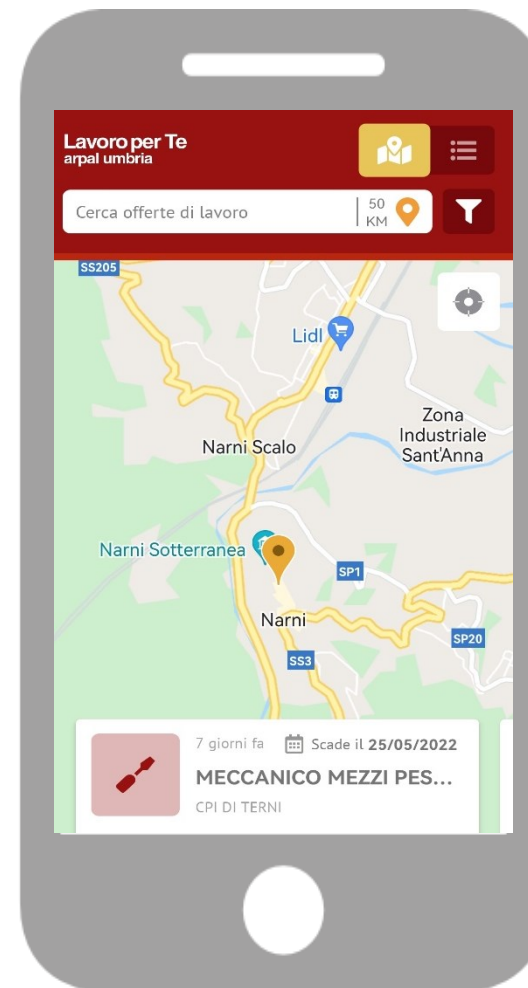 Lavoro per Te
arpal umbria
Cerca offerte di lavoro
50
KM
SS205
Lidl
Zona
Industriale
Sant'Anna
Narni Scalo
Narni Sotterranea
SP1
Narni
SP20
SS3
7 giorni fa Scade il 25/05/2022
MECCANICO MEZZI PES...
CPI DI TERNI